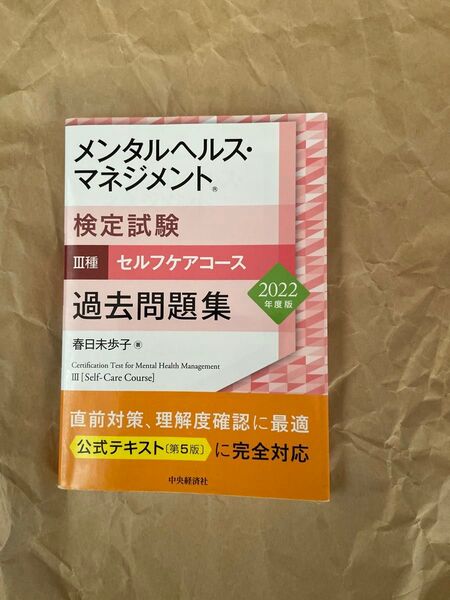 メンタルヘルス・
マネジメント®
検定試験
Ⅲ種 セルフケアコース
過去問題集
2022
年度版
春日未歩子 著
Certification Test for Mental Health Management
Ⅲ [Self-Care Course]
直前対策、理解度確認に最適
公式テキスト〔第5版〕に完全対応
中央経済社